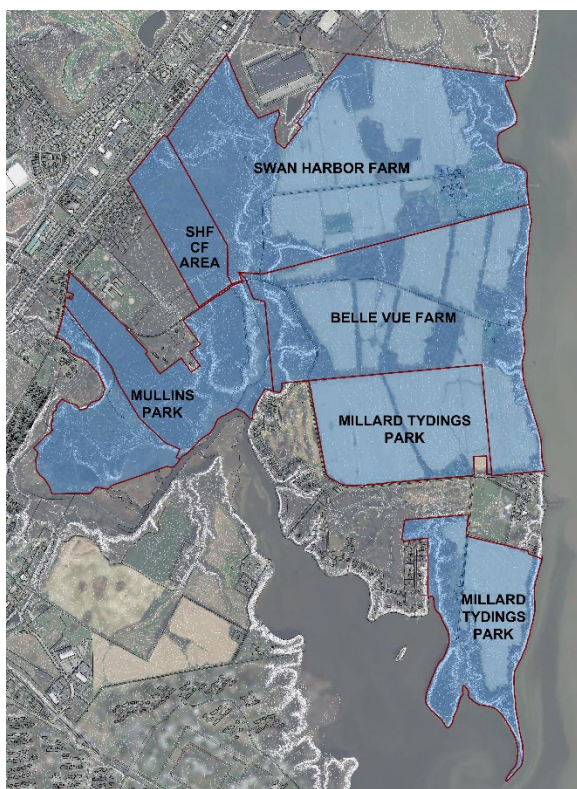 SWAN HARBOR FARM
SHF
CF
AREA
BELLE VUE FARM
MULLINS
PARK
MILLARD TYDINGS
PARK
MILLARD
TYDINGS
PARK